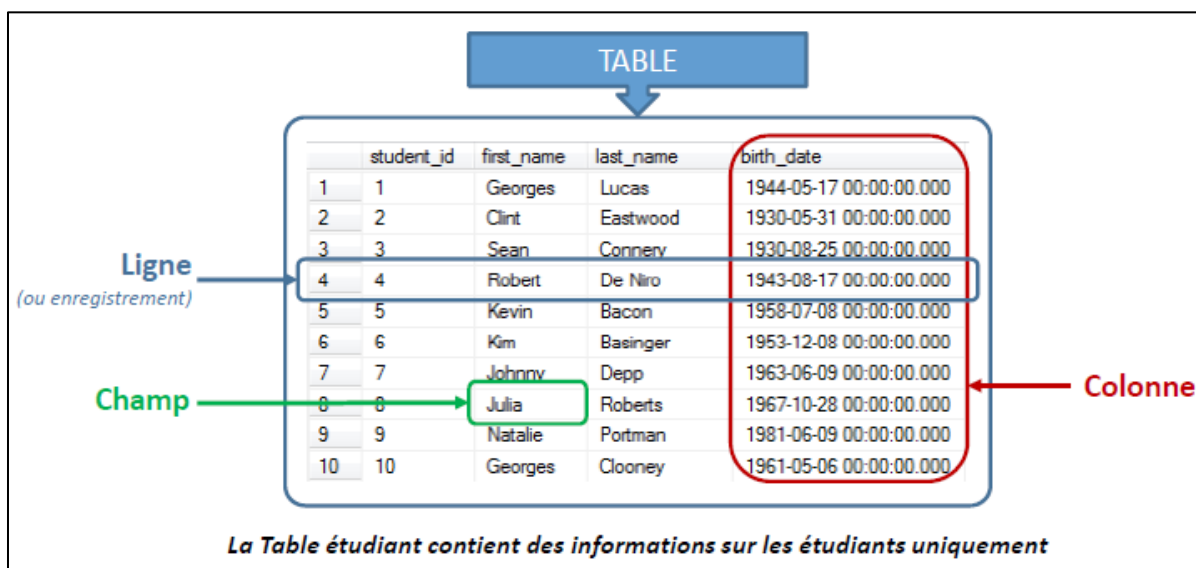 TABLE
student_id first_name last_name birth_date
1 1 Georges Lucas 1944-05-17 00:00:00.000
2 2 Clint Eastwood 1930-05-31 00:00:00.000
3 3 Sean Connery 1930-08-25 00:00:00.000
Ligne
(ou enregistrement)
4 4 Robert De Niro 1943-08-17 00:00:00.000
5 5 Kevin Bacon 1958-07-08 00:00:00.000
6 6 Kim Basinger 1953-12-08 00:00:00.000
7 7 Johnny Depp 1963-06-09 00:00:00.000
Colonne
Champ
8 8 Julia Roberts 1967-10-28 00:00:00.000
9 9 Natalie Portman 1981-06-09 00:00:00.000
10 10 Georges Clooney 1961-05-06 00:00:00.000
La Table étudiant contient des informations sur les étudiants uniquement